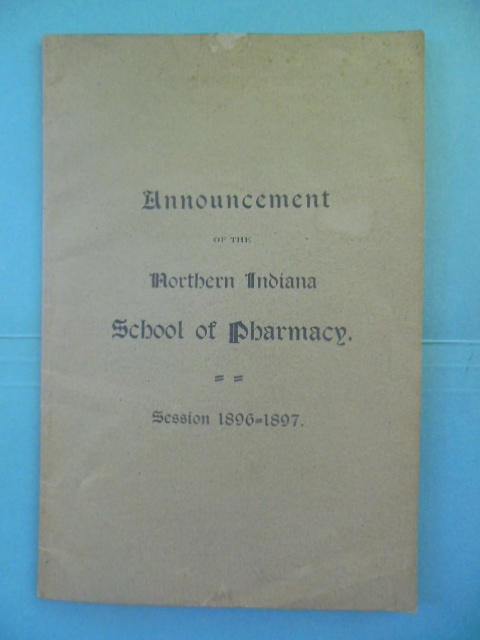 Announcement
OF THE
Northern Indiana
School of Pharmacy.
Session 1896=1897.